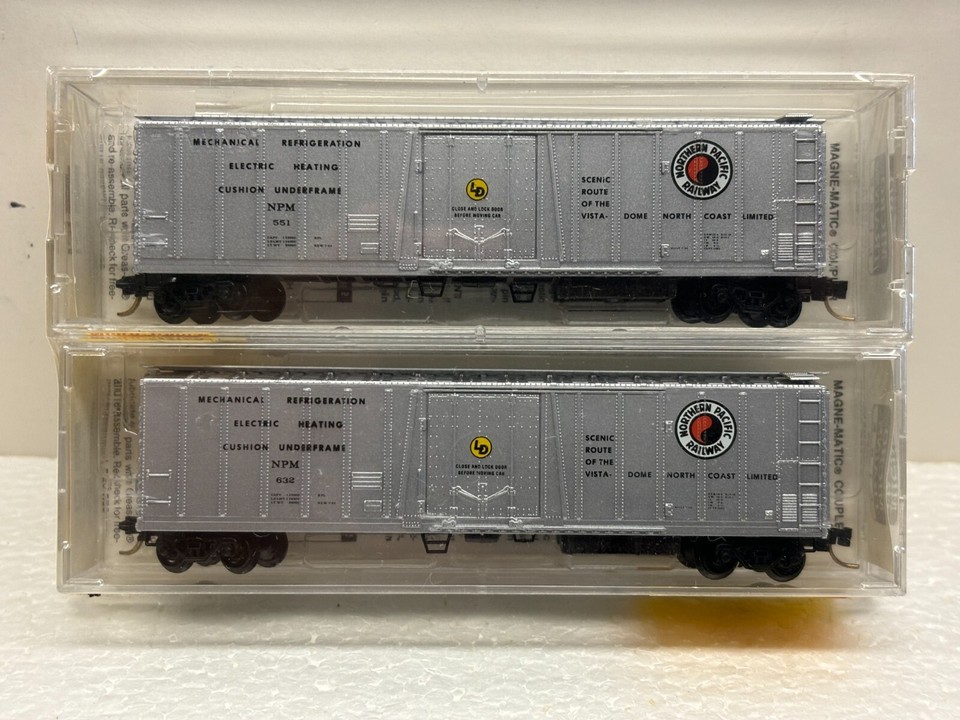 MECHANICAL REFRIGERATION
ELECTRIC HEATING
CUSHION UNDERFRAME
NPM
551
LD
CLOSE AND LOCK DOOR
BEFORE MOVING CAR
SCENIC
ROUTE
OF THE
VISTA- DOME NORTH COAST LIMITED
NORTHERN PACIFIC
RAILWAY
MAGNE-MATIC® COUPLE
MECHANICAL REFRIGERATION
ELECTRIC HEATING
CUSHION UNDERFRAME
NPM
632
LD
CLOSE AND LOCK DOOR
BEFORE MOVING CAR
SCENIC
ROUTE
OF THE
VISTA- DOME NORTH COAST LIMITED
NORTHERN PACIFIC
RAILWAY
MAGNE-MATIC® COUPLE